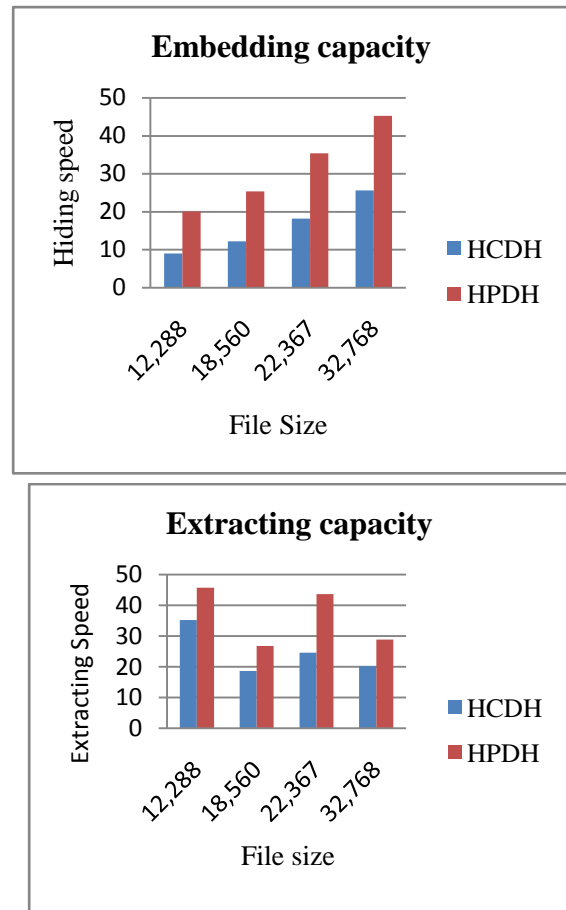 Embedding capacity
Hiding speed
50
40
30
20
10
0
12,288
18,560
22,367
32,768
File Size
HCDH
HPDH
Extracting capacity
Extracting Speed
50
40
30
20
10
0
12,288
18,560
22,367
32,768
File size
HCDH
HPDH